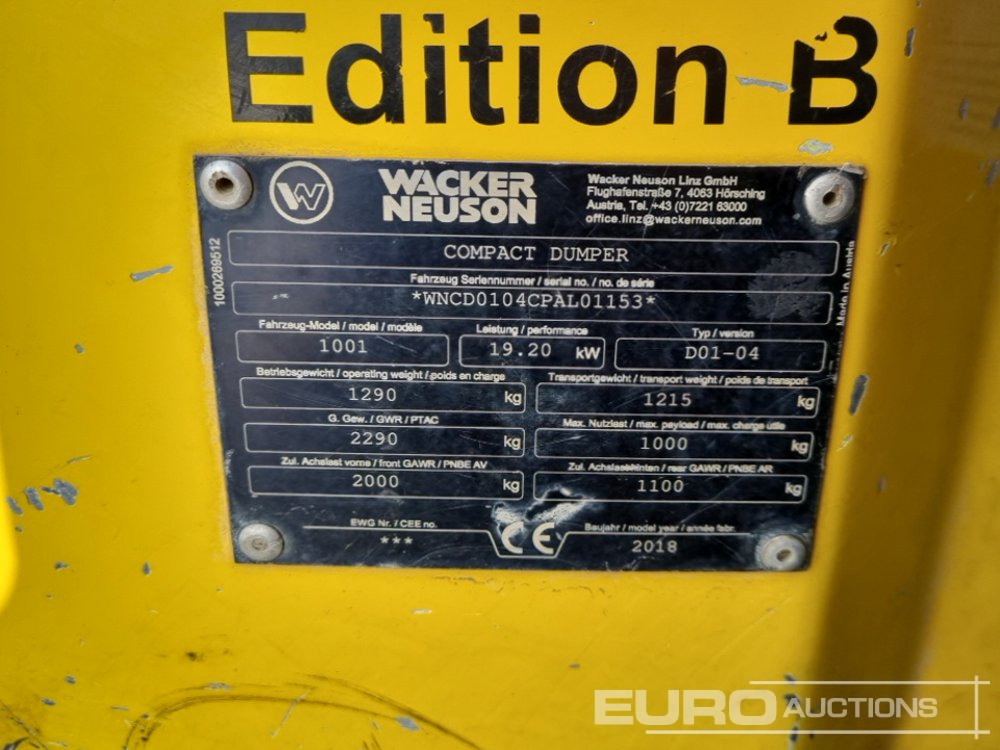 Edition B
WACKER
NEUSON
Wacker Neuson Linz GmbH
Flughafenstraße 7, 4063 Hörsching
Austria, Tel. +43 (0)7221 63000
office.linz@wackerneuson.com
1000269512
Made in Austria
COMPACT DUMPER
Fahrzeug Seriennummer / serial no. / no. de série
*WNCD0104CPAL01153*
Fahrzeug-Model / model / modèle
1001
Leistung / performance
19.20 kW
Typ / version
D01-04
Betriebsgewicht / operating weight / poids en charge
1290 kg
Transportgewicht / transport weight / poids de transport
1215 kg
G. Gew. / GWR / PTAC
2290 kg
Max. Nutzlast / max. payload / max. charge utile
1000 kg
Zul. Achslast vorne / front GAWR / PNBE AV
2000 kg
Zul. Achslast hinten / rear GAWR / PNBE AR
1100 kg
EWG Nr. / CEE no.
***
CE
Baujahr / model year / année fabr.
2018
EURO AUCTIONS